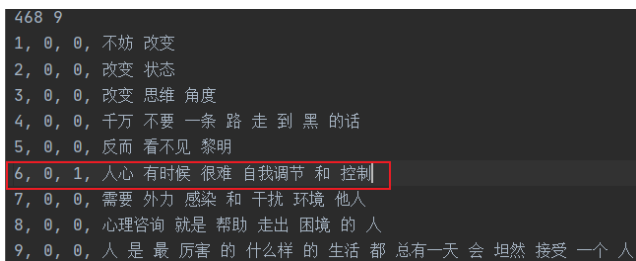 468 9
1, 0, 0, 不妨 改变
2, 0, 0, 改变 状态
3, 0, 0, 改变 思维 角度
4, 0, 0, 千万 不要 一条 路 走 到 黑 的话
5, 0, 0, 反而 看不见 黎明
6, 0, 1, 人心 有时候 很难 自我调节 和 控制
7, 0, 0, 需要 外力 感染 和 干扰 环境 他人
8, 0, 0, 心理咨询 就是 帮助 走出 困境 的 人
9, 0, 0, 人 是 最 厉害 的 什么样 的 生活 都 总有一天 会 坦然 接受 一个 人